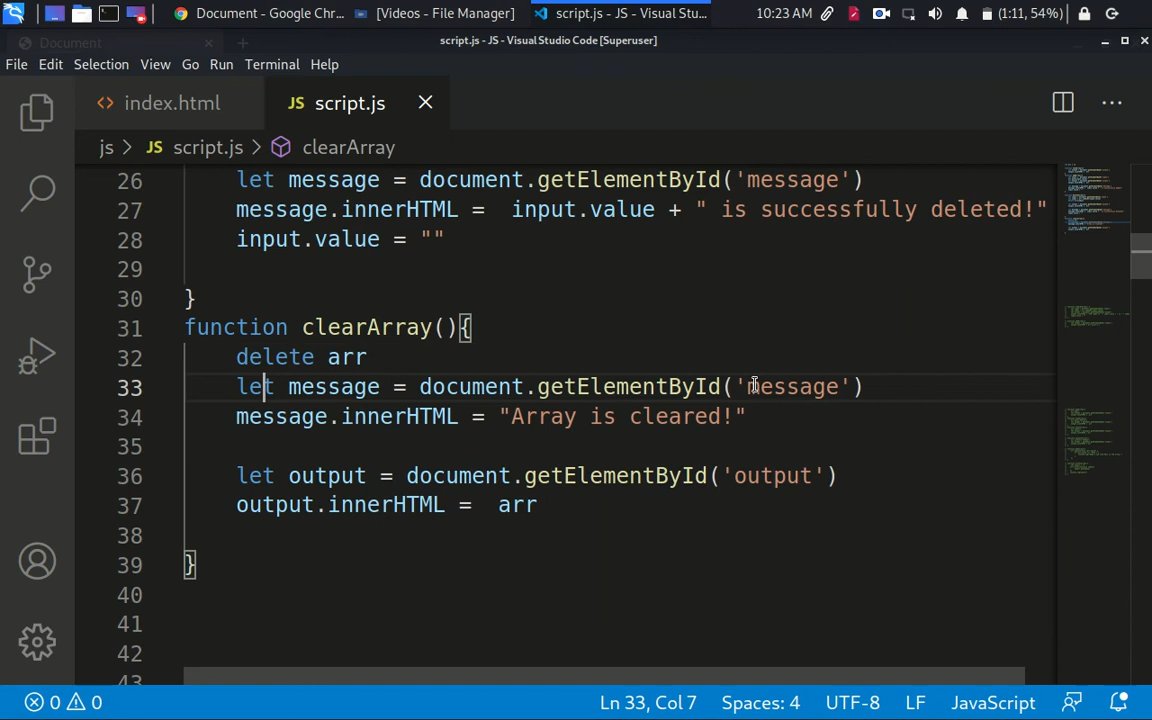 Document - Google Chr... [Videos - File Manager] script.js - JS - Visual Stu... 10:23 AM (1:11, 54%)
Document
script.js - JS - Visual Studio Code [Superuser]
File Edit Selection View Go Run Terminal Help
<> index.html JS script.js
js > JS script.js > clearArray
26 let message = document.getElementById('message')
27 message.innerHTML =  input.value + " is successfully deleted!"
28 input.value = ""
29
30 }
31 function clearArray(){
32 delete arr
33 let message = document.getElementById('message')
34 message.innerHTML = "Array is cleared!"
35
36 let output = document.getElementById('output')
37 output.innerHTML =  arr
38
39 }
40
41
42
43
0 0 Ln 33, Col 7 Spaces: 4 UTF-8 LF JavaScript